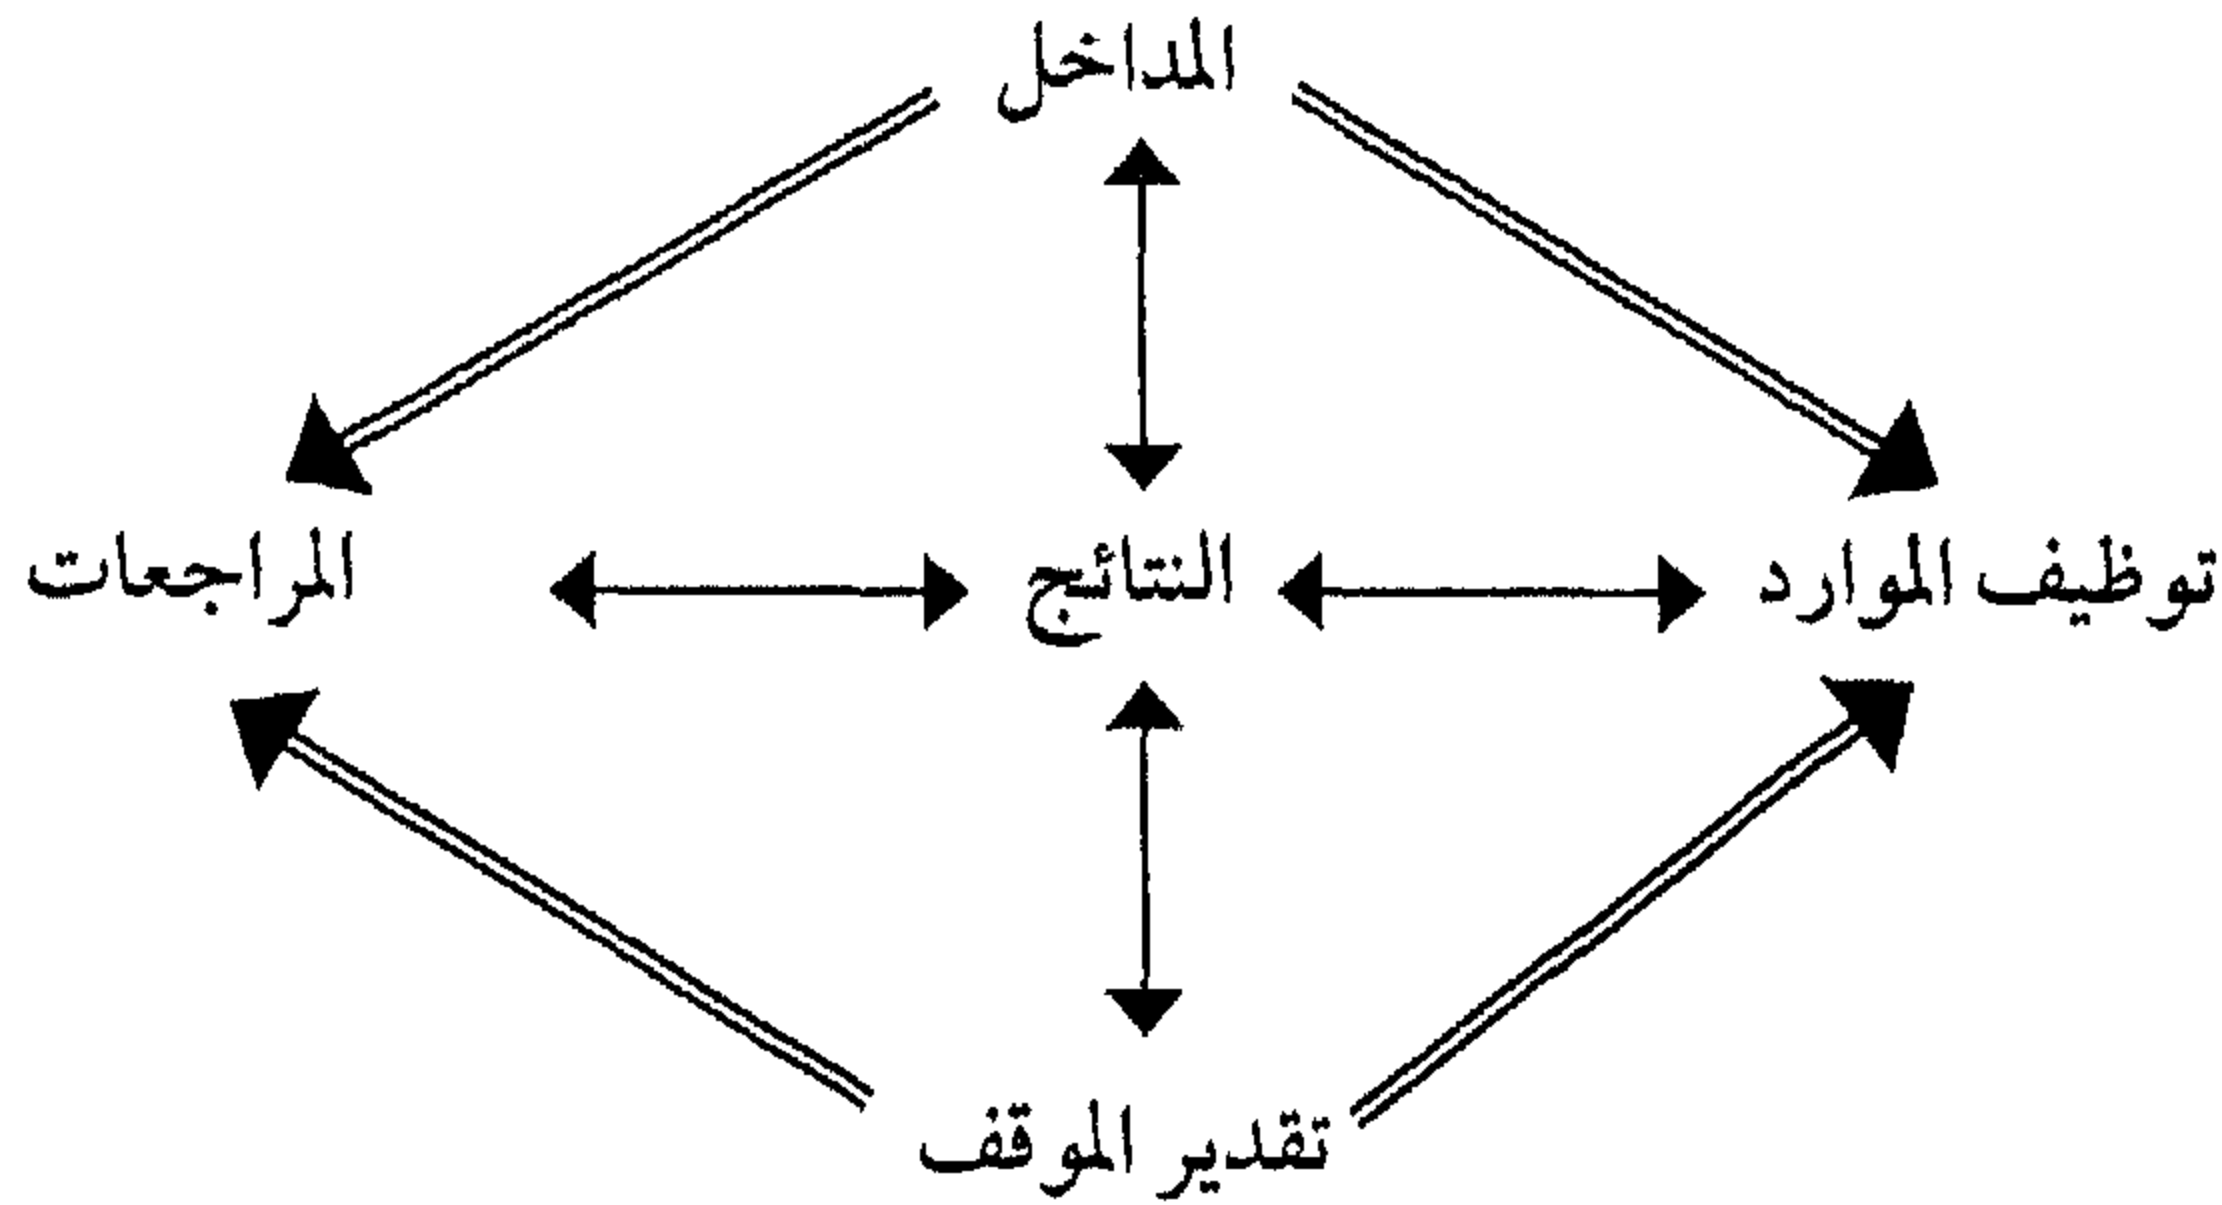 المداخل
توظيف الموارد
النتائج
المراجعات
تقدير الموقف